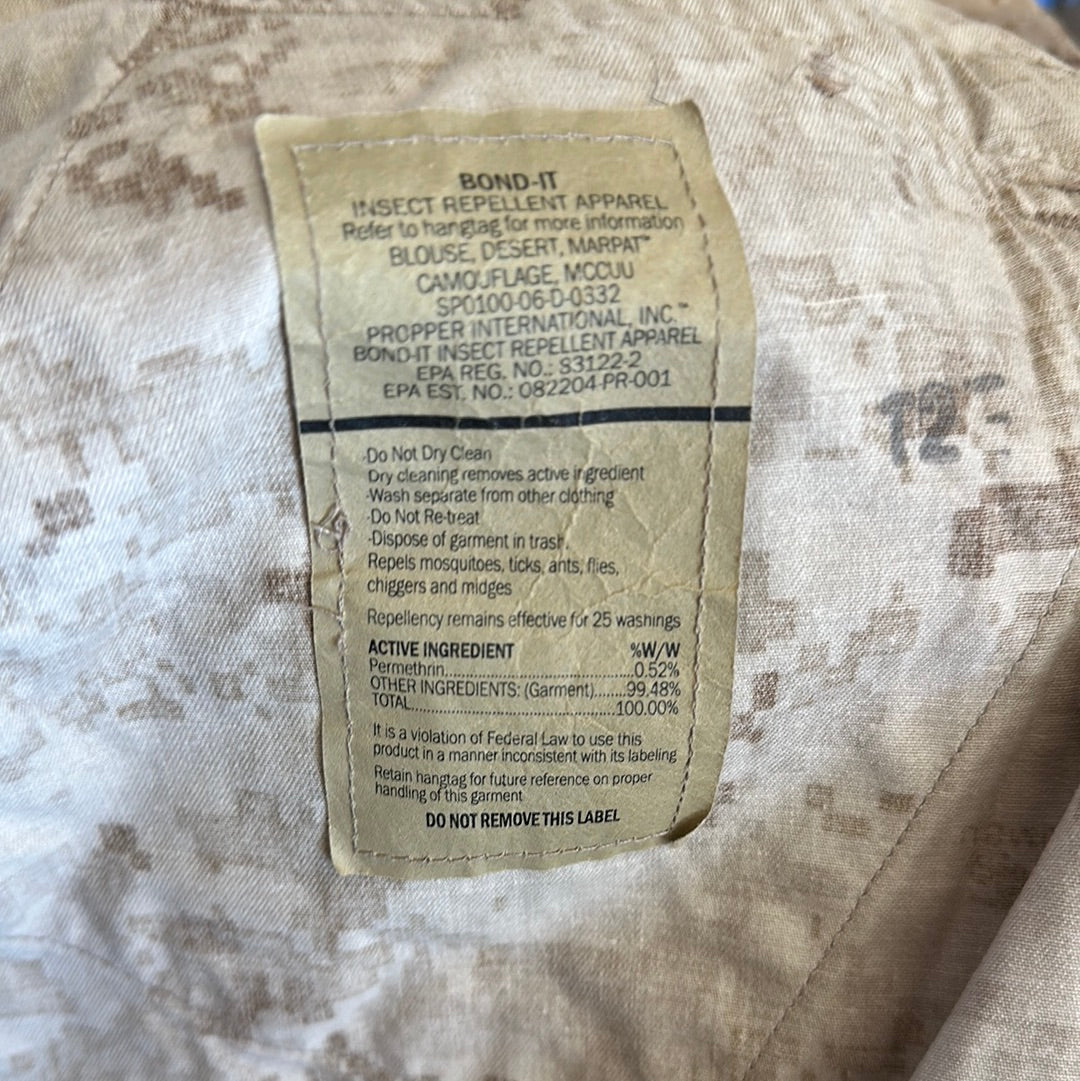 BOND-IT
INSECT REPELLENT APPAREL
Refer to hangtag for more information
BLOUSE, DESERT, MARPAT™
CAMOUFLAGE, MCCUU
SP0100-06-D-0332
PROPPER INTERNATIONAL, INC.™
BOND-IT INSECT REPELLENT APPAREL
EPA REG. NO.: 83122-2
EPA EST. NO.: 082204-PR-001
-Do Not Dry Clean
Dry cleaning removes active ingredient
-Wash separate from other clothing
-Do Not Re-treat
-Dispose of garment in trash.
Repels mosquitoes, ticks, ants, flies,
chiggers and midges
Repellency remains effective for 25 washings
ACTIVE INGREDIENT %W/W
Permethrin..............................0.52%
OTHER INGREDIENTS: (Garment).......99.48%
TOTAL.........................................100.00%
It is a violation of Federal Law to use this
product in a manner inconsistent with its labeling
Retain hangtag for future reference on proper
handling of this garment
DO NOT REMOVE THIS LABEL